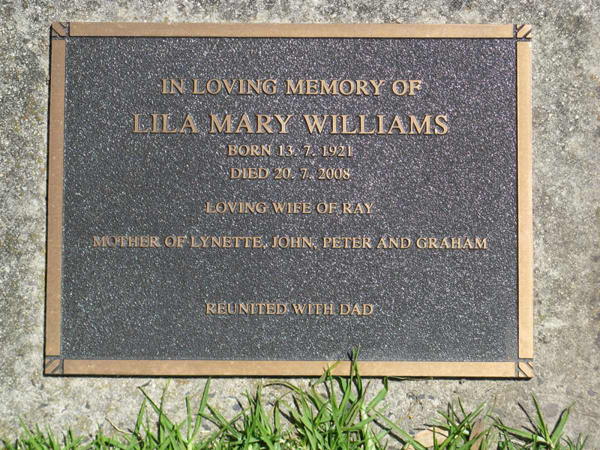 IN LOVING MEMORY OF
LILA MARY WILLIAMS
BORN 13. 7. 1921
DIED 20. 7. 2008
LOVING WIFE OF RAY
MOTHER OF LYNETTE, JOHN, PETER AND GRAHAM
REUNITED WITH DAD